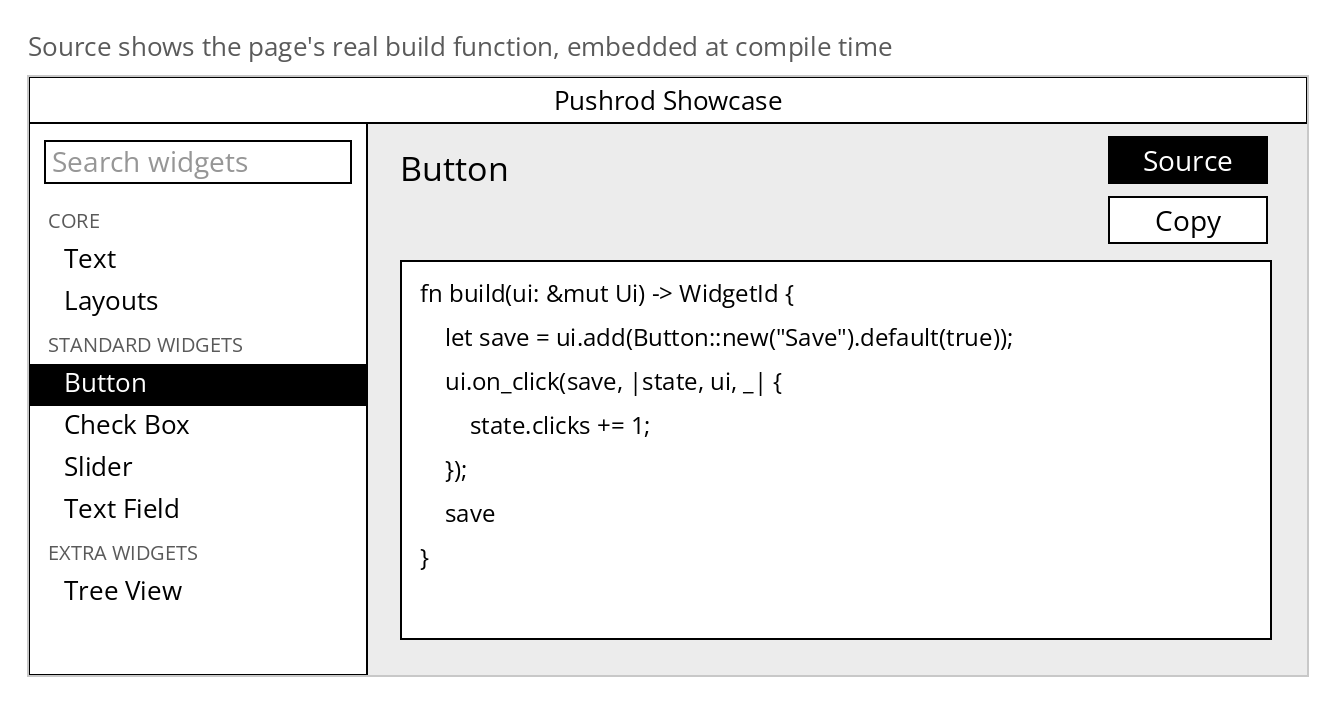 Source shows the page's real build function, embedded at compile time
Pushrod Showcase
Search widgets
CORE
Text
Layouts
STANDARD WIDGETS
Button
Check Box
Slider
Text Field
EXTRA WIDGETS
Tree View
Button
Source
Copy
fn build(ui: &mut Ui) -> WidgetId {
    let save = ui.add(Button::new("Save").default(true));
    ui.on_click(save, |state, ui, _| {
        state.clicks += 1;
    });
    save
}